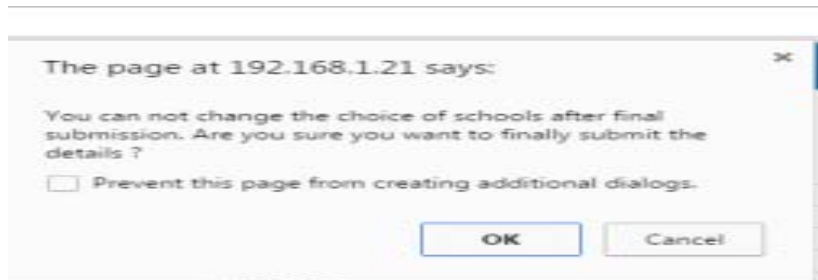 The page at 192.168.1.21 says:
You can not change the choice of schools after final
submission. Are you sure you want to finally submit the
details ?
Prevent this page from creating additional dialogs.
OK
Cancel